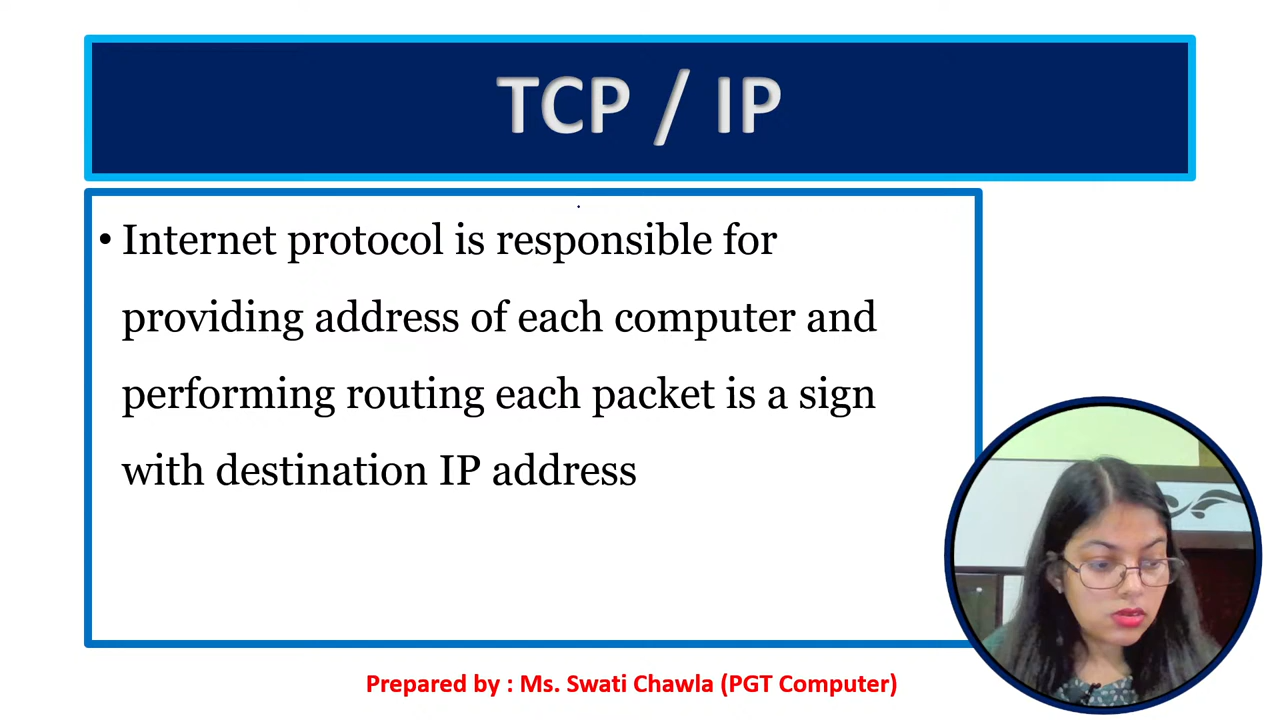 TCP / IP
• Internet protocol is responsible for
providing address of each computer and
performing routing each packet is a sign
with destination IP address
Prepared by : Ms. Swati Chawla (PGT Computer)